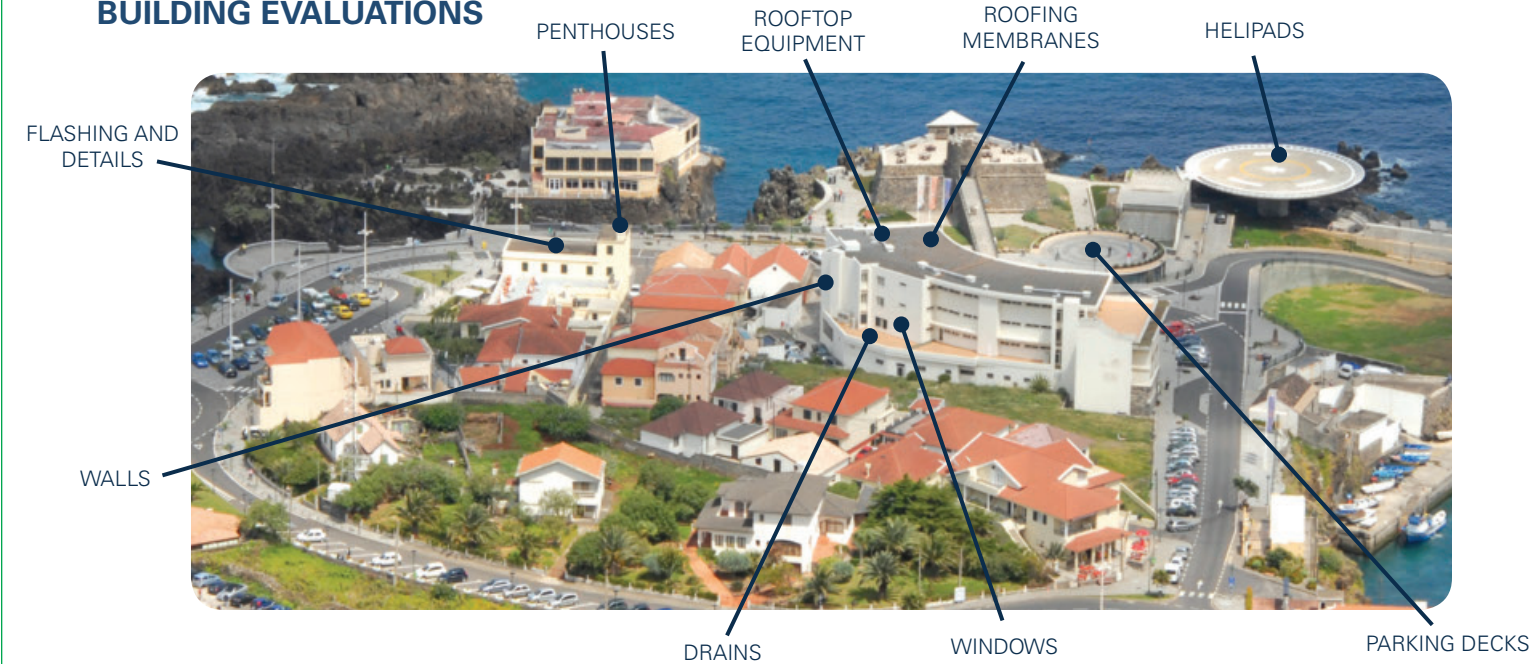 BUILDING EVALUATIONS
PENTHOUSES
ROOFTOP
EQUIPMENT
ROOFING
MEMBRANES
HELIPADS
FLASHING AND
DETAILS
WALLS
DRAINS
WINDOWS
PARKING DECKS